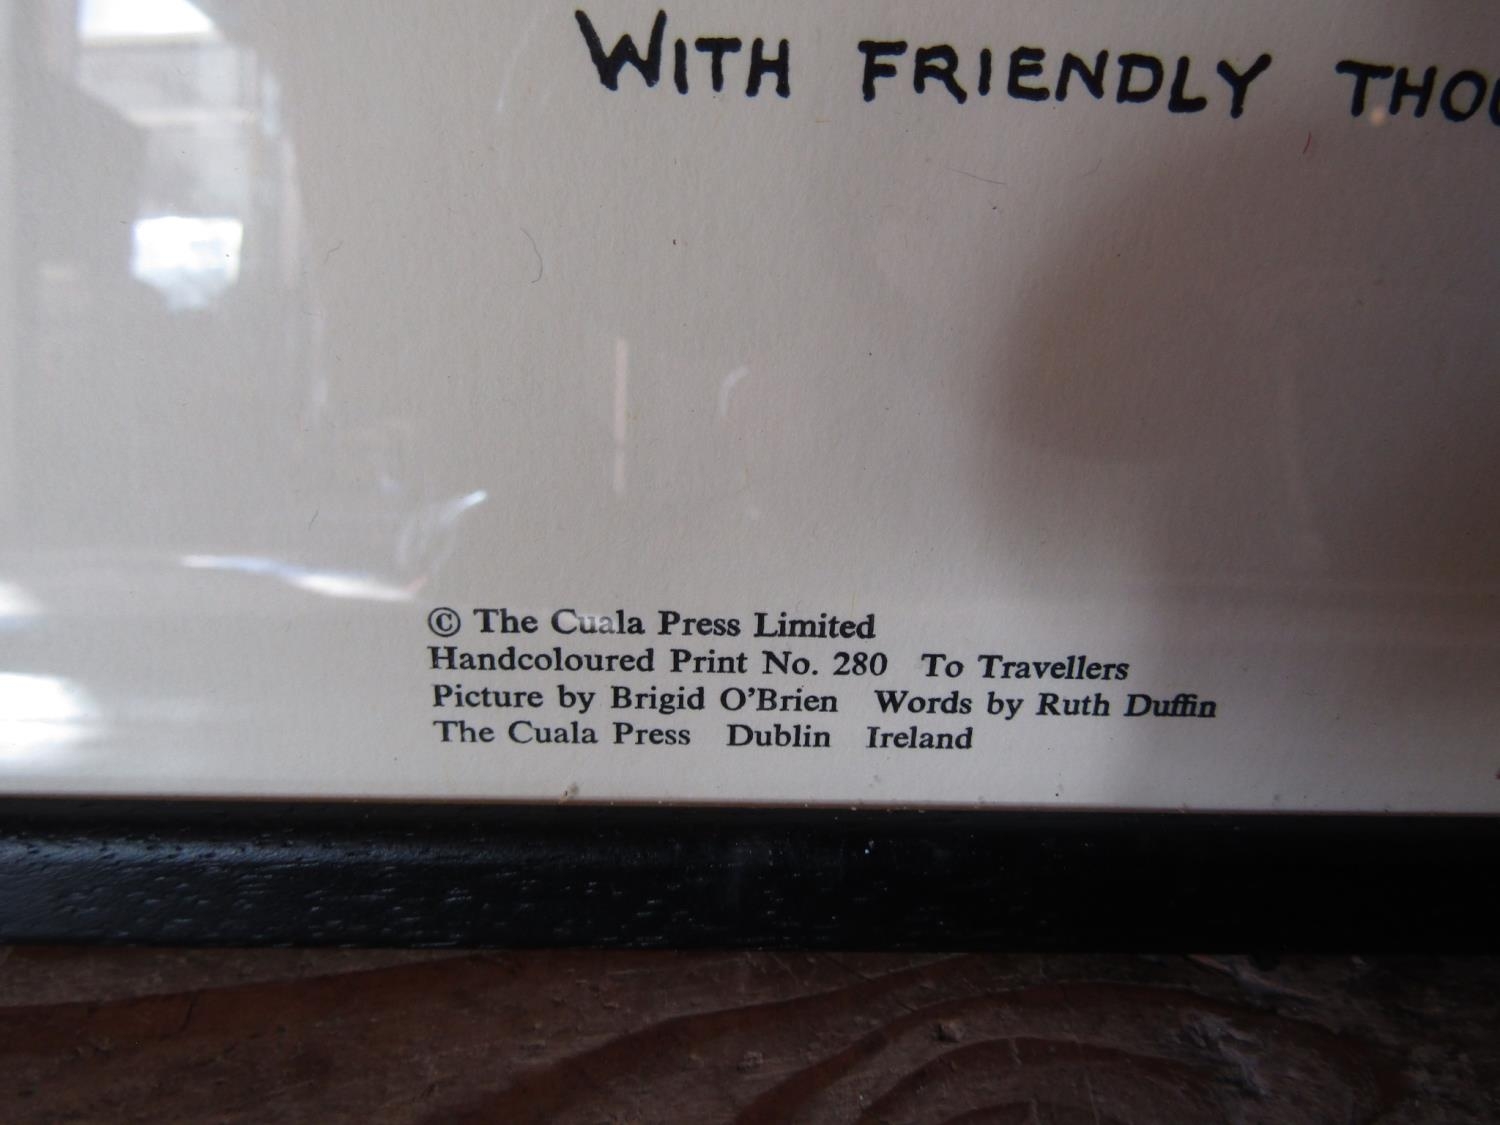 WITH FRIENDLY
© The Cuala Press Limited
Handcoloured Print No. 280 To Travellers
Picture by Brigid O'Brien Words by Ruth Duffin
The Cuala Press Dublin Ireland